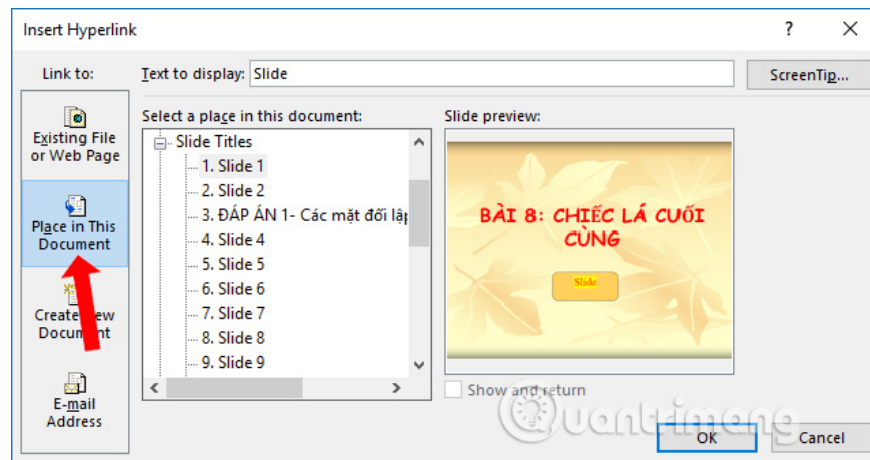 Insert Hyperlink
Link to:
Text to display: Slide
ScreenTip...
Existing File
or Web Page
Place in This
Document
Create New
Document
E-mail
Address
Select a place in this document:
Slide Titles
1. Slide 1
2. Slide 2
3. ĐÁP ÁN 1- Các mặt đối lập
4. Slide 4
5. Slide 5
6. Slide 6
7. Slide 7
8. Slide 8
9. Slide 9
Slide preview:
BÀI 8: CHIẾC LÁ CUỐI
CÙNG
Slide
Show and return
Quantrimang
OK
Cancel